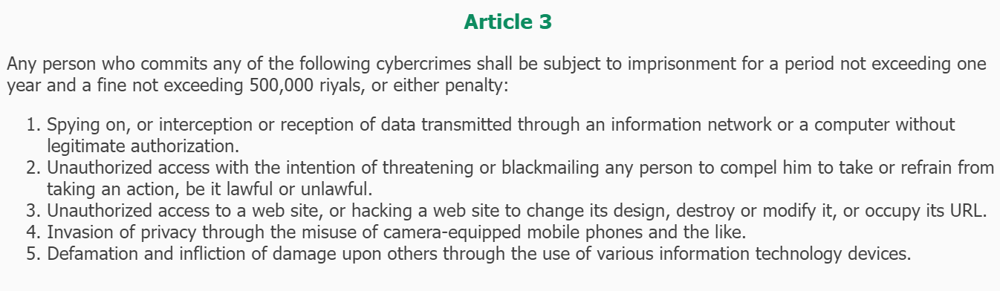 Article 3
Any person who commits any of the following cybercrimes shall be subject to imprisonment for a period not exceeding one
year and a fine not exceeding 500,000 riyals, or either penalty:
1. Spying on, or interception or reception of data transmitted through an information network or a computer without
legitimate authorization.
2. Unauthorized access with the intention of threatening or blackmailing any person to compel him to take or refrain from
taking an action, be it lawful or unlawful.
3. Unauthorized access to a web site, or hacking a web site to change its design, destroy or modify it, or occupy its URL.
4. Invasion of privacy through the misuse of camera-equipped mobile phones and the like.
5. Defamation and infliction of damage upon others through the use of various information technology devices.